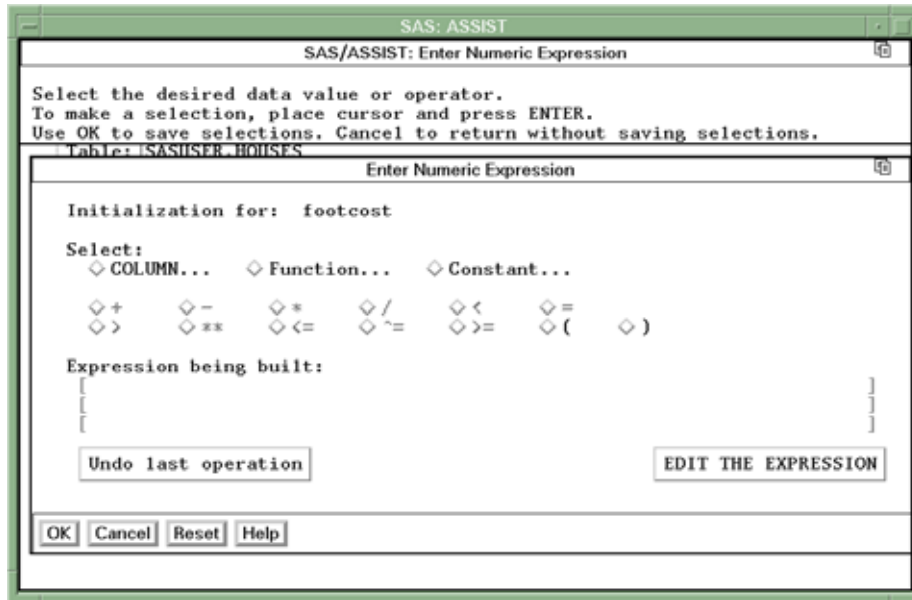 SAS: ASSIST
SAS/ASSIST: Enter Numeric Expression
Select the desired data value or operator.
To make a selection, place cursor and press ENTER.
Use OK to save selections. Cancel to return without saving selections.
Table: SASUSER.HOUSES
Enter Numeric Expression
Initialization for: footcost
Select:
COLUMN... Function... Constant...
+ - * / < =
> ** <= ^= >= ( )
Expression being built:
[ ]
[ ]
[ ]
Undo last operation EDIT THE EXPRESSION
OK Cancel Reset Help